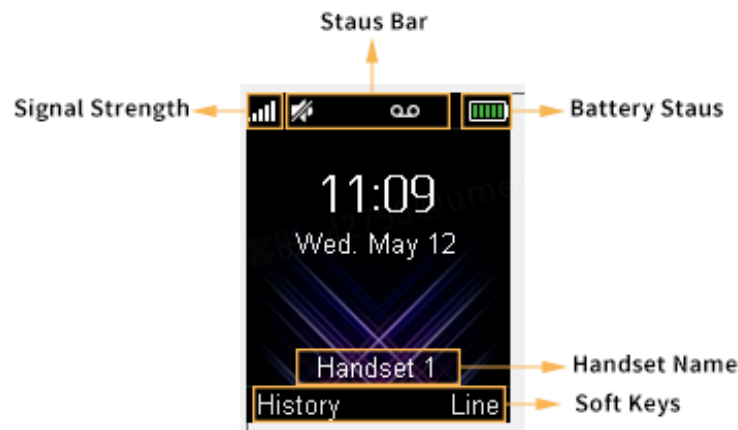 Staus Bar
Signal Strength
Battery Staus
11:09
Wed. May 12
Handset 1
Handset Name
History
Line
Soft Keys